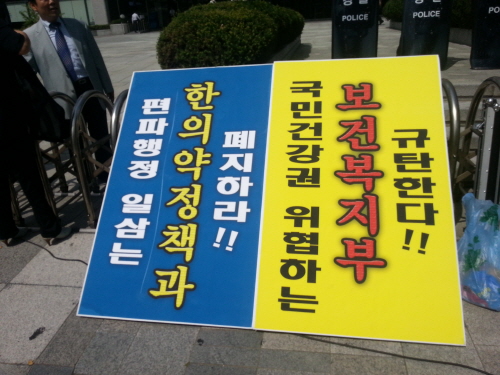 편파행정 일삼는
한의약정책과
폐지하라!!
국민건강권 위협하는
보건복지부
규탄한다!!
POLICE
POLICE
POLICE